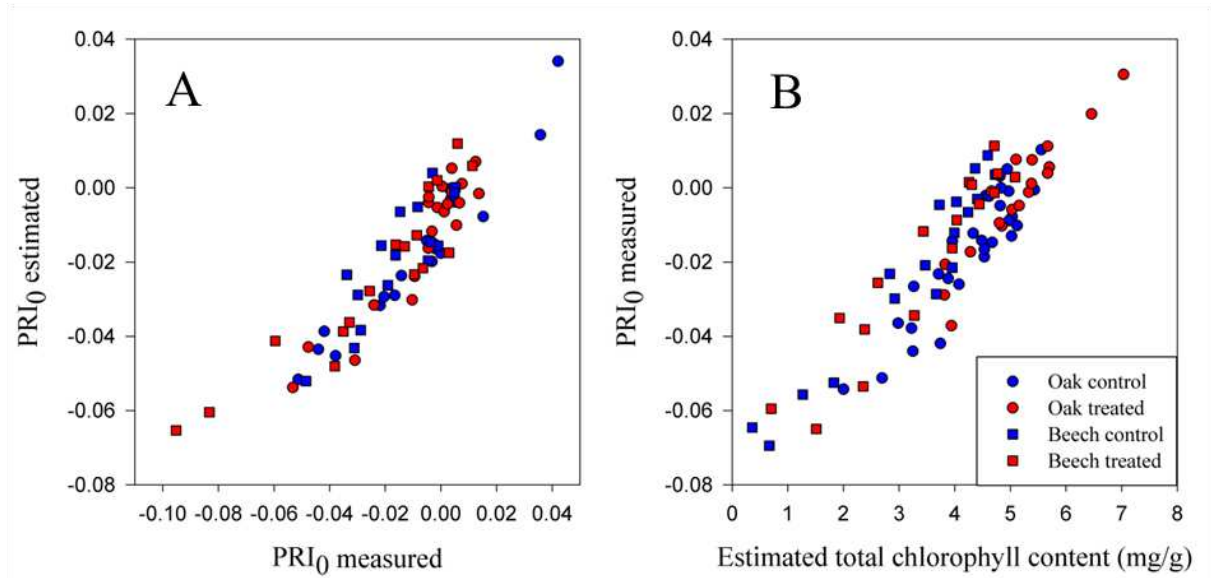 A
PRI0 estimated
0.04
0.02
0.00
-0.02
-0.04
-0.06
-0.08
-0.10 -0.08 -0.06 -0.04 -0.02 0.00 0.02 0.04
PRI0 measured
B
PRI0 measured
0.04
0.02
0.00
-0.02
-0.04
-0.06
-0.08
Oak control
Oak treated
Beech control
Beech treated
0 1 2 3 4 5 6 7 8
Estimated total chlorophyll content (mg/g)